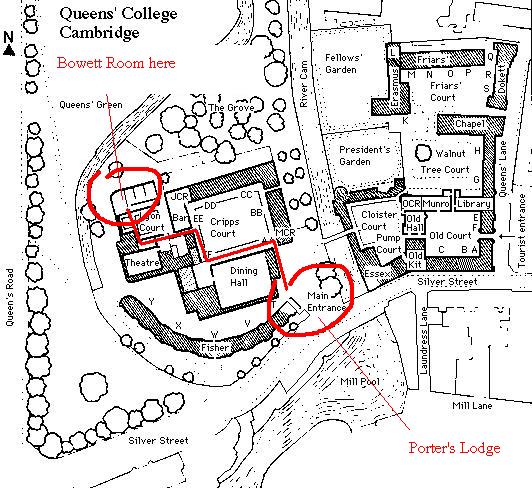 Queens' College
Cambridge
N
Bowett Room here
Queens' Green
The Grove
River Cam
Fellows'
Garden
President's
Garden
Erasmus
L
Friars'
Q
M N O P R
S
Friars'
Court
Dokett
K
Chapel
Walnut
Tree Court
H
G
Queens Lane
Tourist entrance
JCR
Bar
DD
EE
CC
BB
Cripps
Court
MCR
Court
Theatre
Dining
Hall
Cloister
Court
Pump
Court
Essex
OCR
Munro
Library
Old
Hall
Old
Kit
Old Court
E
F
C B A
Main
Entrance
Silver Street
Y
X
W
V
Fisher
Queen's Road
Laundress Lane
Mill Pool
Mill Lane
Silver Street
Porter's Lodge